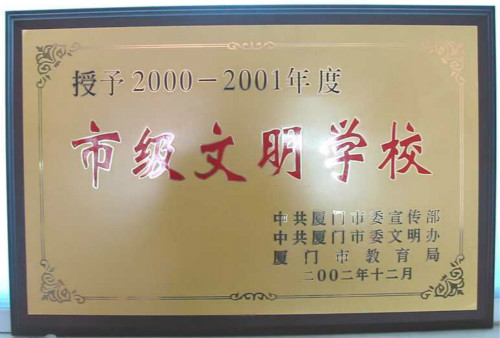 授予2000-2001年度
市级文明学校
中共厦门市委宣传部
中共厦门市委文明办
厦门市教育局
二00二年十二月